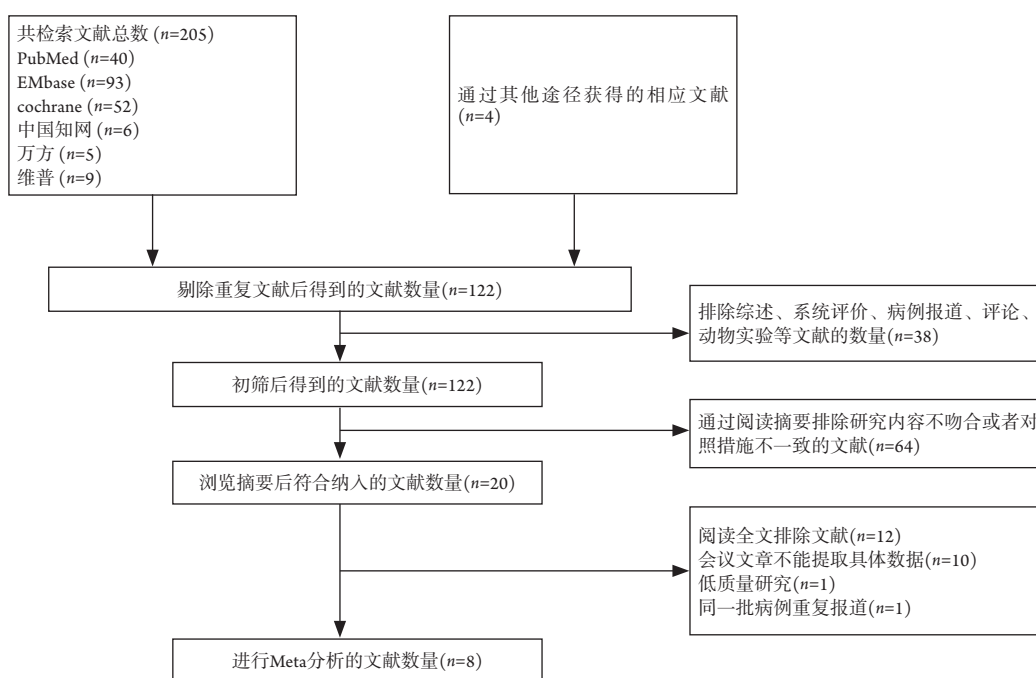 共检索文献总数 (n=205)
PubMed (n=40)
EMbase (n=93)
cochrane (n=52)
中国知网 (n=6)
万方 (n=5)
维普 (n=9)
通过其他途径获得的相应文献
(n=4)
剔除重复文献后得到的文献数量(n=122)
排除综述、系统评价、病例报道、评论、
动物实验等文献的数量(n=38)
初筛后得到的文献数量(n=122)
通过阅读摘要排除研究内容不吻合或者对
照措施不一致的文献(n=64)
浏览摘要后符合纳入的文献数量(n=20)
阅读全文排除文献(n=12)
会议文章不能提取具体数据(n=10)
低质量研究(n=1)
同一批病例重复报道(n=1)
进行Meta分析的文献数量(n=8)